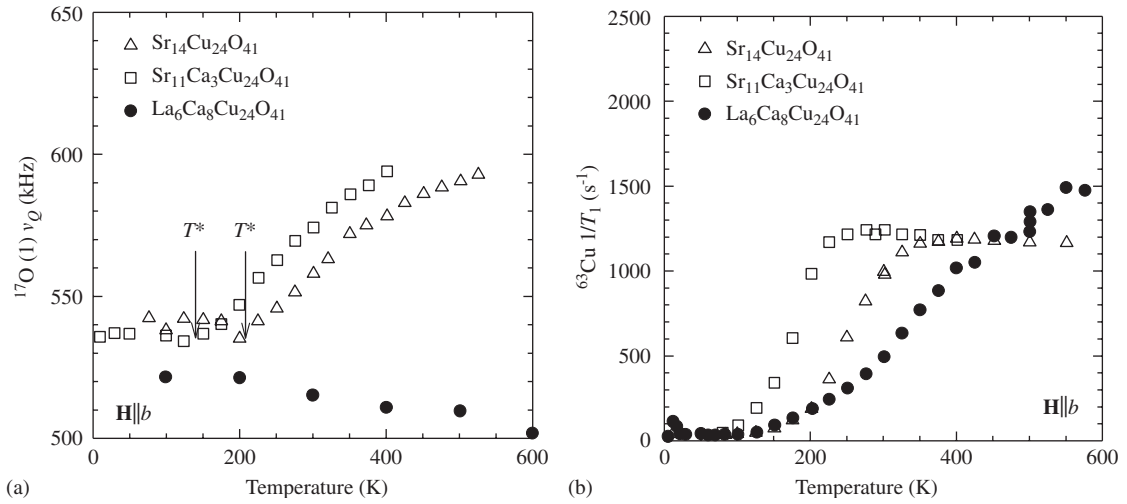 650
600
550
500
¹⁷O (1) ν_Q (kHz)
Sr₁₄Cu₂₄O₄₁
Sr₁₁Ca₃Cu₂₄O₄₁
La₆Ca₈Cu₂₄O₄₁
T* T*
H||b
0 200 400 600
Temperature (K)
(a)
2500
2000
1500
1000
500
0
⁶³Cu 1/T₁ (s⁻¹)
Sr₁₄Cu₂₄O₄₁
Sr₁₁Ca₃Cu₂₄O₄₁
La₆Ca₈Cu₂₄O₄₁
H||b
0 200 400 600
Temperature (K)
(b)